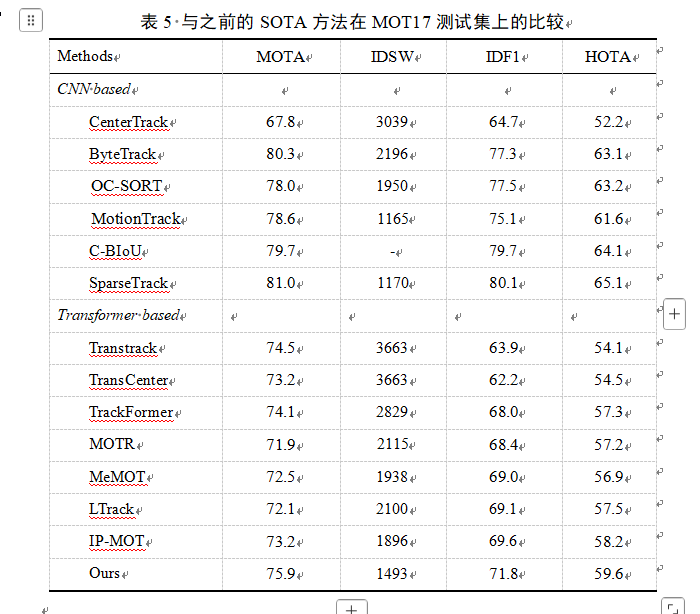 表 5 与之前的 SOTA 方法在 MOT17 测试集上的比较
Methods MOTA IDSW IDF1 HOTA
CNN based
CenterTrack 67.8 3039 64.7 52.2
ByteTrack 80.3 2196 77.3 63.1
OC-SORT 78.0 1950 77.5 63.2
MotionTrack 78.6 1165 75.1 61.6
C-BIoU 79.7 - 79.7 64.1
SparseTrack 81.0 1170 80.1 65.1
Transformer based
Transtrack 74.5 3663 63.9 54.1
TransCenter 73.2 3663 62.2 54.5
TrackFormer 74.1 2829 68.0 57.3
MOTR 71.9 2115 68.4 57.2
MeMOT 72.5 1938 69.0 56.9
LTrack 72.1 2100 69.1 57.5
IP-MOT 73.2 1896 69.6 58.2
Ours 75.9 1493 71.8 59.6